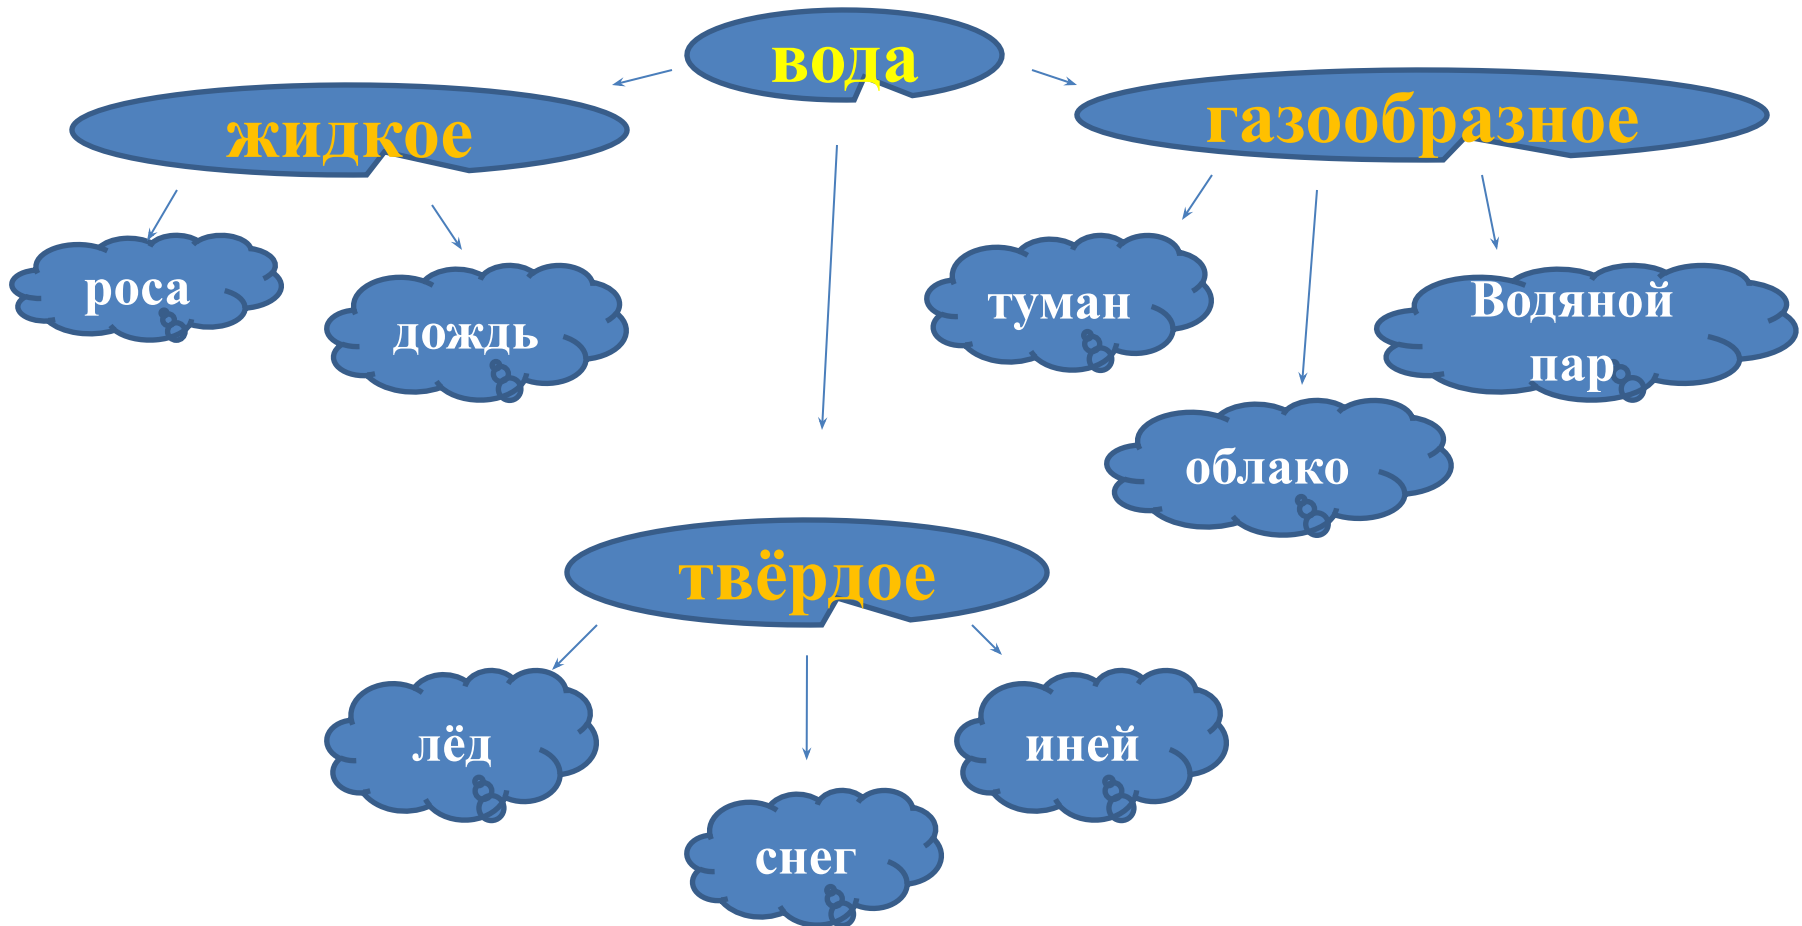 вода
жидкое
газообразное
роса
дождь
туман
Водяной
пар
облако
твёрдое
лёд
иней
снег